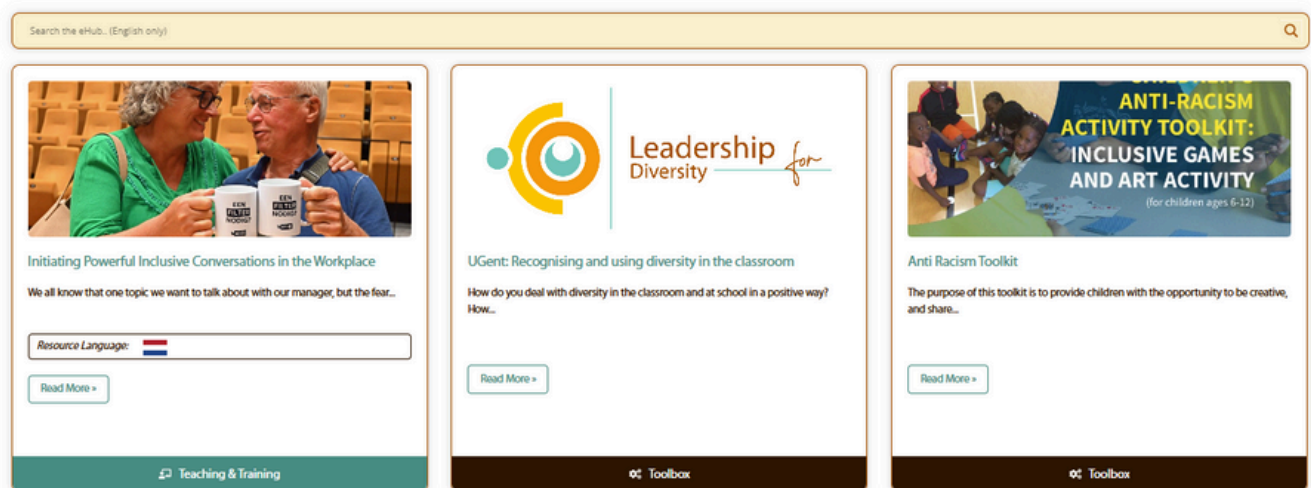 Search the eHub.. (English only)
EEN
FILTER
NODIG?
EEN
FILTER
NODIG?
Initiating Powerful Inclusive Conversations in the Workplace
We all know that one topic we want to talk about with our manager, but the fear...
Resource Language:
Read More »
Teaching & Training
Leadership for
Diversity
UGent: Recognising and using diversity in the classroom
How do you deal with diversity in the classroom and at school in a positive way?
How...
Read More »
Toolbox
ANTI-RACISM
ACTIVITY TOOLKIT:
INCLUSIVE GAMES
AND ART ACTIVITY
(for children ages 6-12)
Anti Racism Toolkit
The purpose of this toolkit is to provide children with the opportunity to be creative,
and share...
Read More »
Toolbox